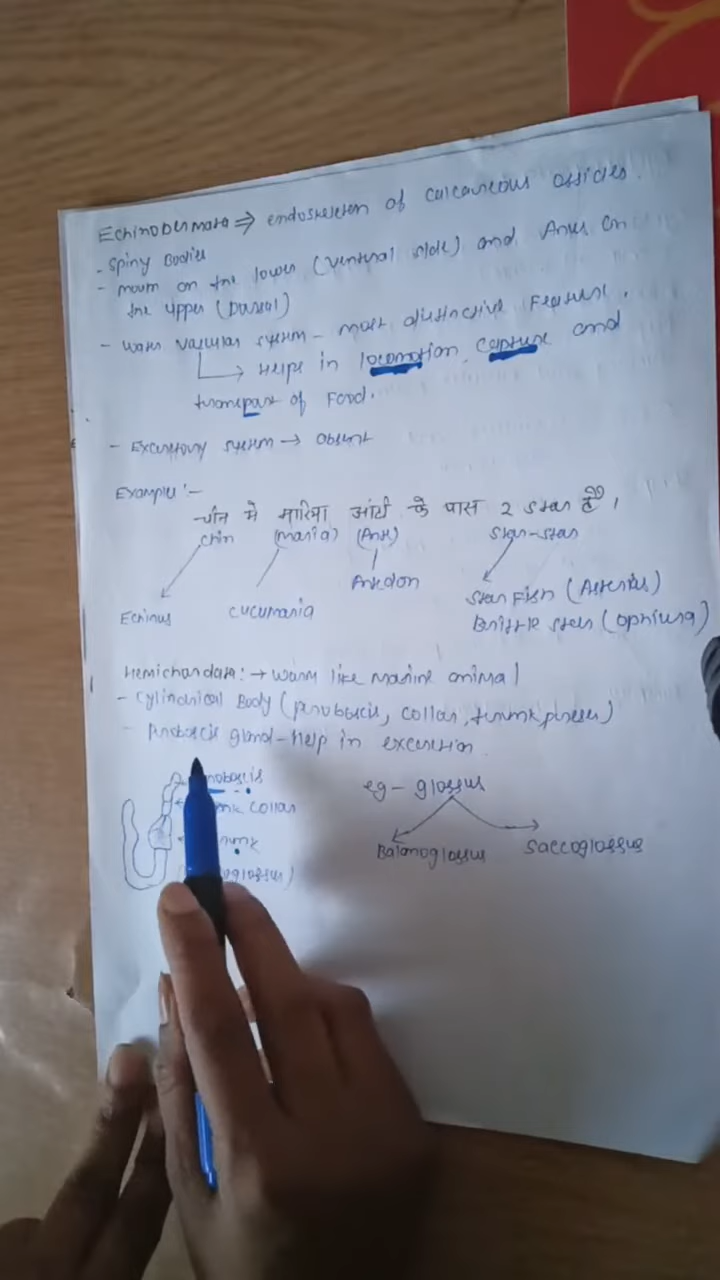 Echinodermata ⇒ endoskeleton of calcareous ossicles.
- Spiny Bodies
- mouth on the lower (ventral side) and Anus on
the upper (Dorsal)
- water vascular system - most distinctive Feature.
→ Helps in locomotion, capture and
transport of Food.
- Excretory system → absent
Example :-
चीन में मारिया आंटी के पास 2 star है।
chin (maria) (Ant) star-star
Echinus cucumaria Antedon Star Fish (Asterias)
Brittle star (ophiura)
Hemichordata: → worm like marine animal
- Cylindrical Body (proboscis, collar, trunk
- Proboscis gland - Help in excretion
proboscis
collar
eg - glossus
Balanoglossus Saccoglossus